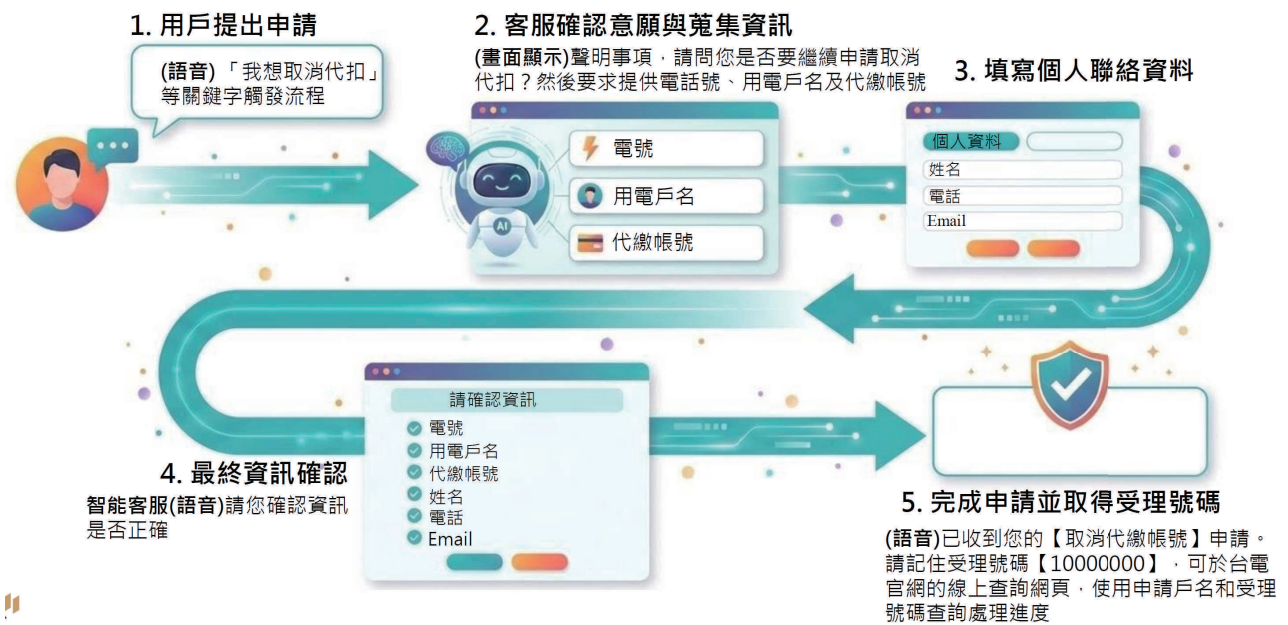 1. 用戶提出申請
(語音)「我想取消代扣」
等關鍵字觸發流程
2. 客服確認意願與蒐集資訊
(畫面顯示)聲明事項，請問您是否要繼續申請取消
代扣？然後要求提供電話號、用電戶名及代繳帳號
電號
用電戶名
代繳帳號
AI
3. 填寫個人聯絡資料
個人資料
姓名
電話
Email
4. 最終資訊確認
智能客服(語音)請您確認資訊
是否正確
請確認資訊
電號
用電戶名
代繳帳號
姓名
電話
Email
5. 完成申請並取得受理號碼
(語音)已收到您的【取消代繳帳號】申請。
請記住受理號碼【10000000】，可於台電
官網的線上查詢網頁，使用申請戶名和受理
號碼查詢處理進度